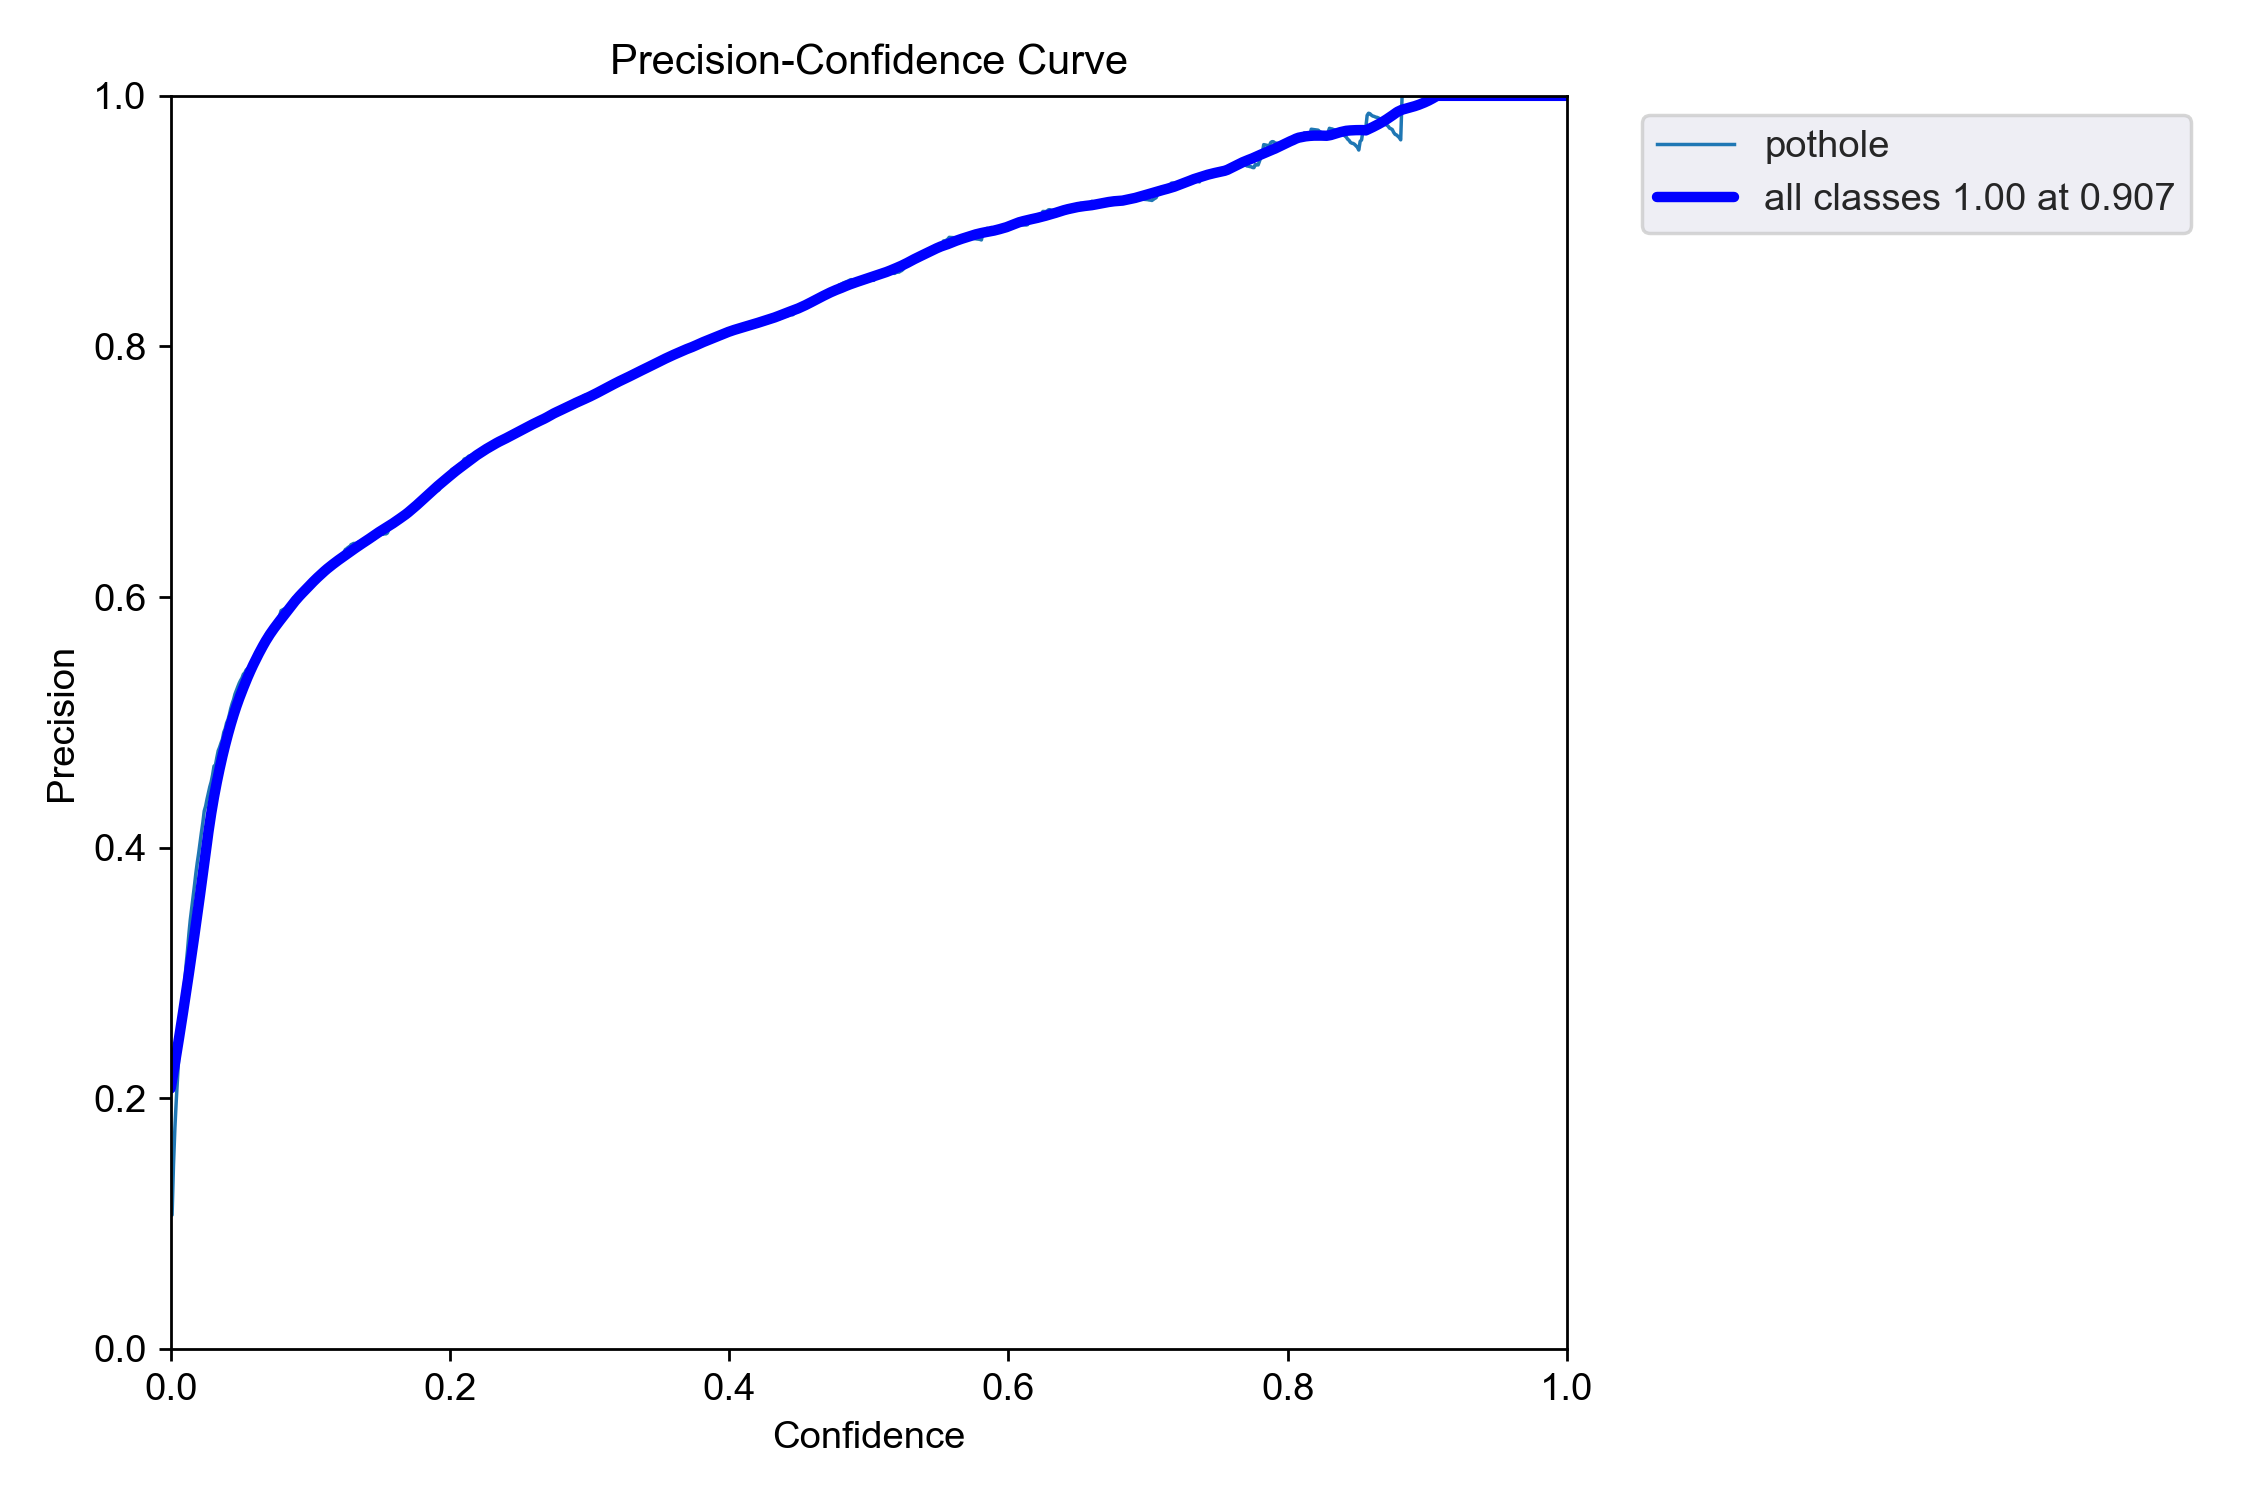 Precision-Confidence Curve
1.0
0.8
0.6
0.4
0.2
0.0
Precision
0.0 0.2 0.4 0.6 0.8 1.0
Confidence
pothole
all classes 1.00 at 0.907